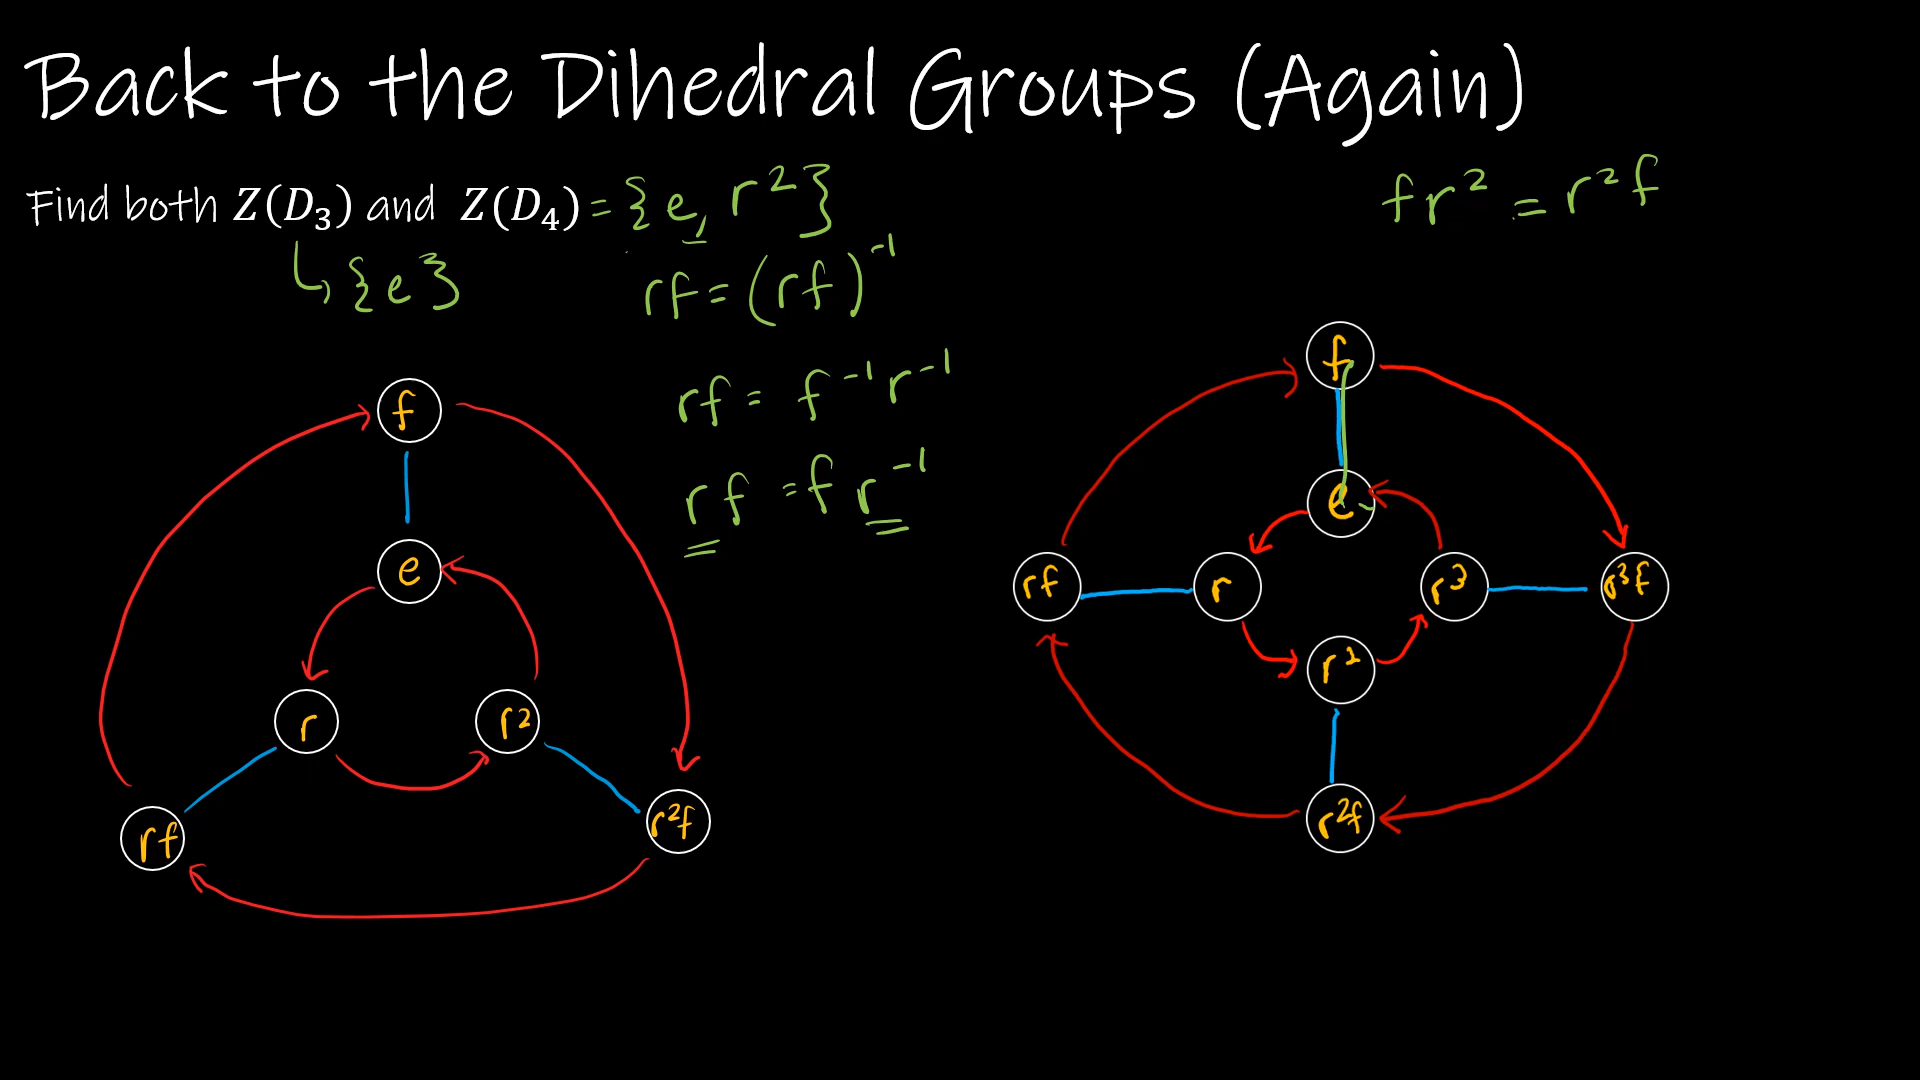 Back to the Dihedral Groups (Again)
Find both Z(D₃) and Z(D₄) = {e, r²}
fr² = r²f
↳ {e}
rf = (rf)⁻¹
rf = f⁻¹r⁻¹
rf = fr⁻¹
f
e
r
r²
rf
r²f
f
e
rf
r
r³
r³f
r²
r²f